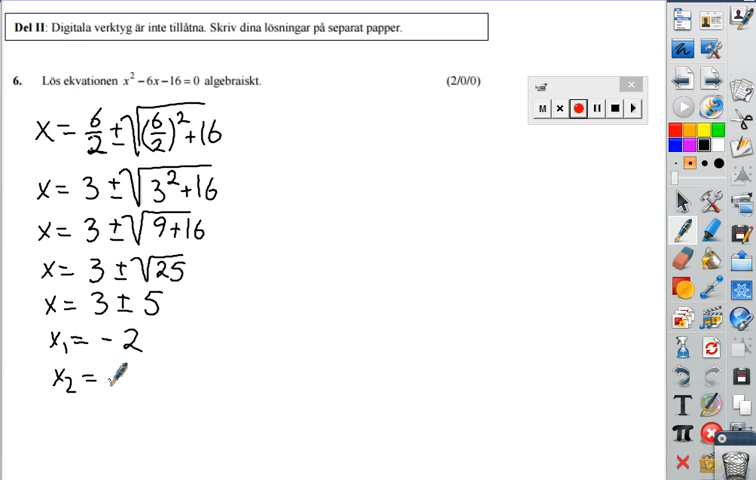 Del II: Digitala verktyg är inte tillåtna. Skriv dina lösningar på separat papper.
6. Lös ekvationen x² − 6x − 16 = 0 algebraiskt. (2/0/0)
x = 6/2 ± √((6/2)² + 16)
x = 3 ± √(3² + 16)
x = 3 ± √(9 + 16)
x = 3 ± √25
x = 3 ± 5
x₁ = - 2
x₂ =
M
T
π